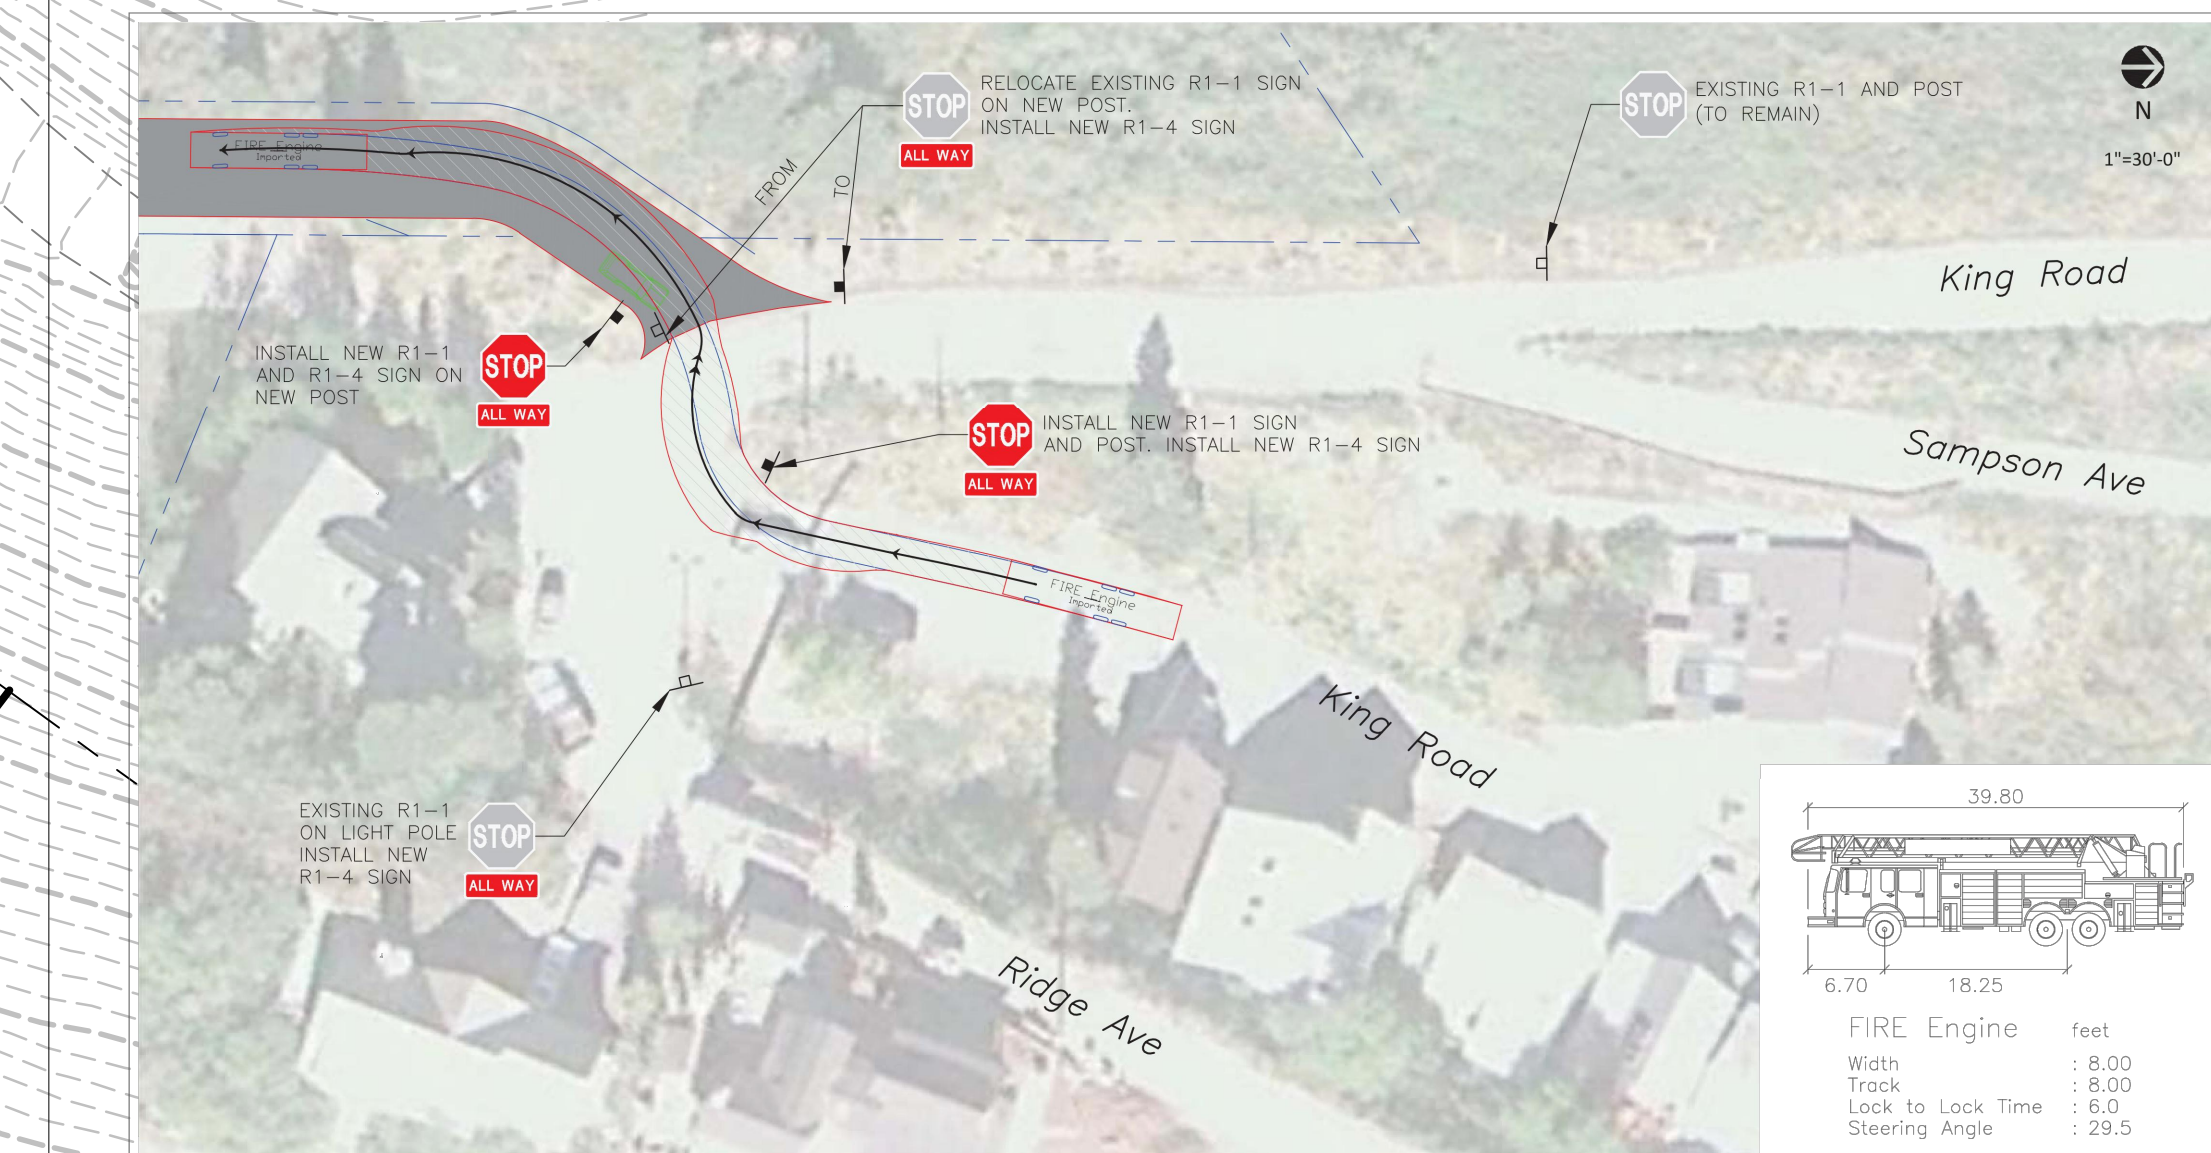 STOP
ALL WAY
RELOCATE EXISTING R1-1 SIGN
ON NEW POST.
INSTALL NEW R1-4 SIGN
STOP
EXISTING R1-1 AND POST
(TO REMAIN)
N
1"=30'-0"
FROM
TO
FIRE Engine
Imported
King Road
INSTALL NEW R1-1
AND R1-4 SIGN ON
NEW POST
STOP
ALL WAY
STOP
ALL WAY
INSTALL NEW R1-1 SIGN
AND POST. INSTALL NEW R1-4 SIGN
Sampson Ave
FIRE Engine
Imported
King Road
EXISTING R1-1
ON LIGHT POLE
INSTALL NEW
R1-4 SIGN
STOP
ALL WAY
Ridge Ave
39.80
6.70
18.25
FIRE Engine feet
Width : 8.00
Track : 8.00
Lock to Lock Time : 6.0
Steering Angle : 29.5